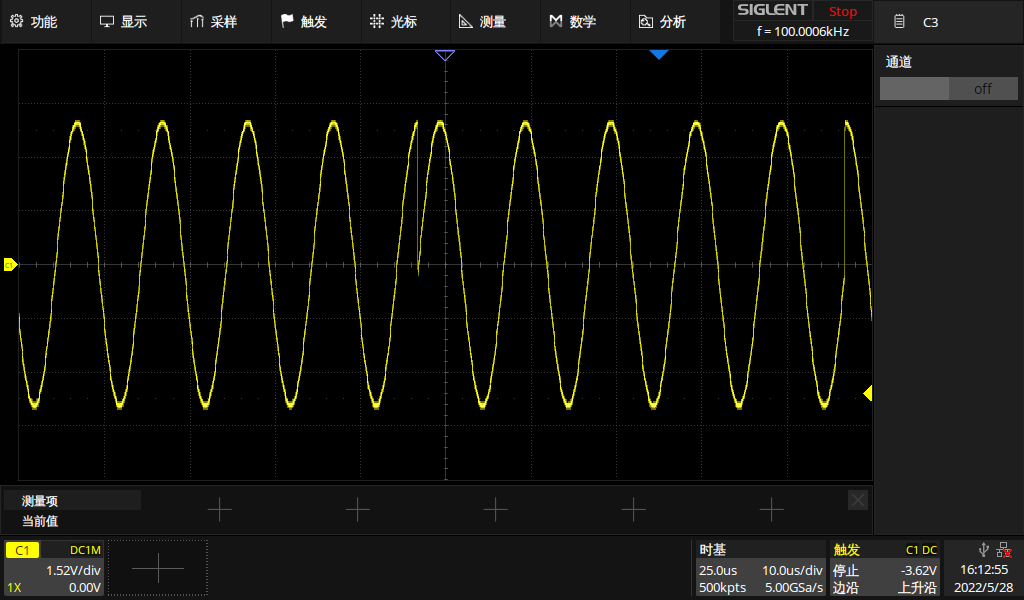 功能 显示 采样 触发 光标 测量 数学 分析 SIGLENT Stop C3
f = 100.0006kHz
通道
off
C1
测量项
当前值
C1 DC1M 时基 触发 C1 DC
1.52V/div 25.0us 10.0us/div 停止 -3.62V 16:12:55
1X 0.00V 500kpts 5.00GSa/s 边沿 上升沿 2022/5/28